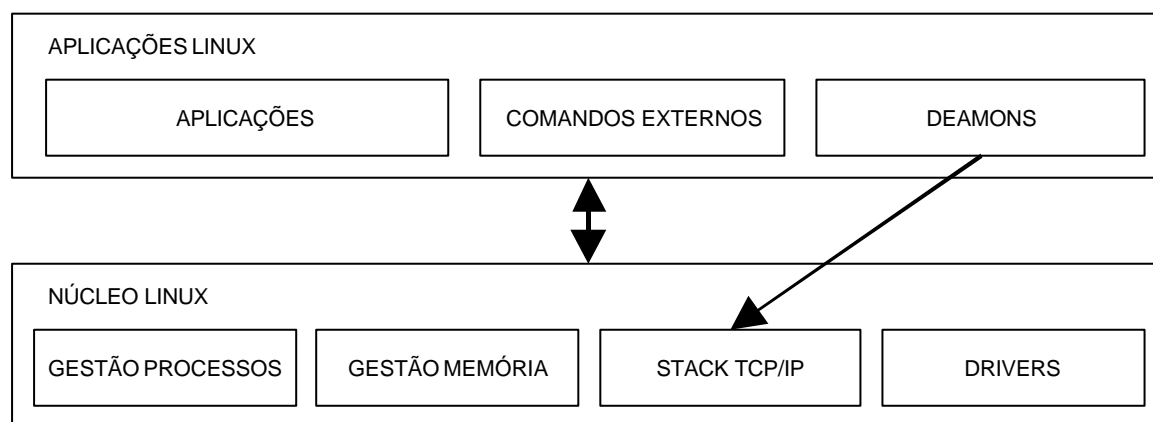 APLICAÇÕES LINUX
APLICAÇÕES
COMANDOS EXTERNOS
DEAMONS
NÚCLEO LINUX
GESTÃO PROCESSOS
GESTÃO MEMÓRIA
STACK TCP/IP
DRIVERS